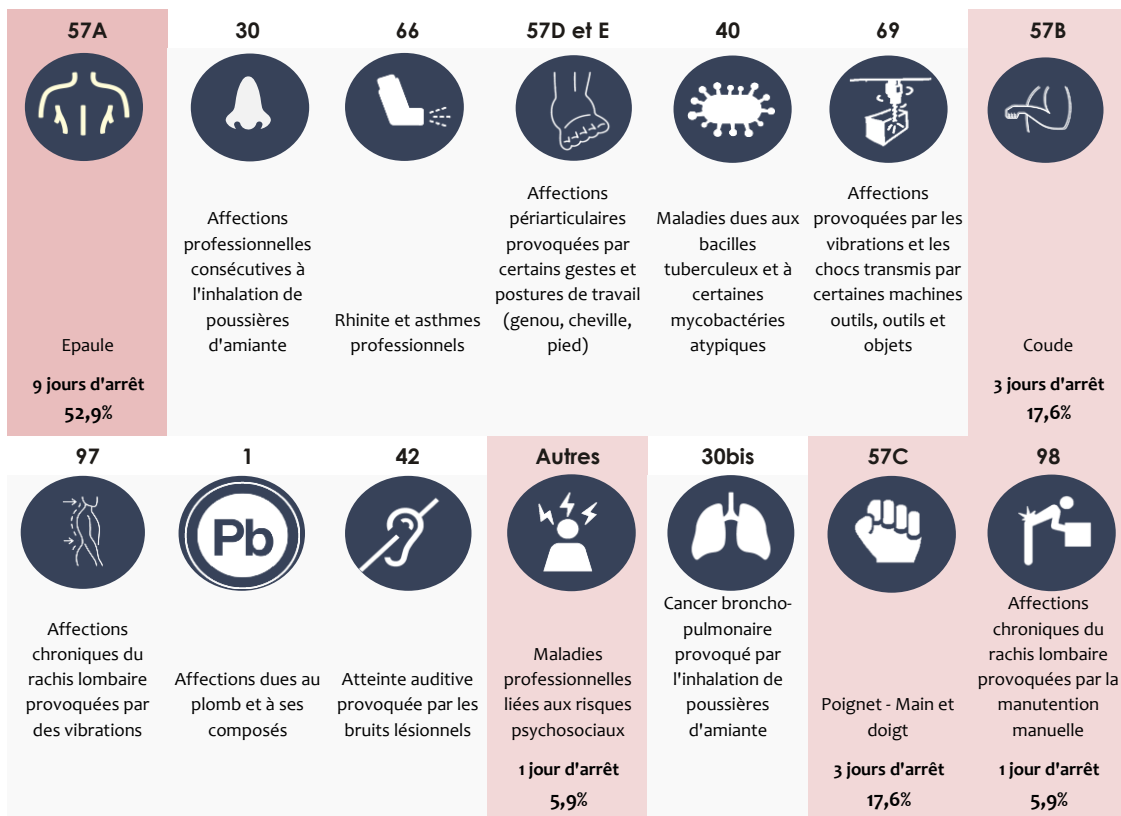 57A
30
66
57D et E
40
69
57B
Epaule
9 jours d'arrêt
52,9%
Affections
professionnelles
consécutives à
l'inhalation de
poussières
d'amiante
Rhinite et asthmes
professionnels
Affections
périarticulaires
provoquées par
certains gestes et
postures de travail
(genou, cheville,
pied)
Maladies dues aux
bacilles
tuberculeux et à
certaines
mycobactéries
atypiques
Affections
provoquées par les
vibrations et les
chocs transmis par
certaines machines
outils, outils et
objets
Coude
3 jours d'arrêt
17,6%
97
1
42
Autres
30bis
57C
98
Affections
chroniques du
rachis lombaire
provoquées par
des vibrations
Pb
Affections dues au
plomb et à ses
composés
Atteinte auditive
provoquée par les
bruits lésionnels
Maladies
professionnelles
liées aux risques
psychosociaux
1 jour d'arrêt
5,9%
Cancer broncho-
pulmonaire
provoqué par
l'inhalation de
poussières
d'amiante
Poignet - Main et
doigt
3 jours d'arrêt
17,6%
Affections
chroniques du
rachis lombaire
provoquées par la
manutention
manuelle
1 jour d'arrêt
5,9%